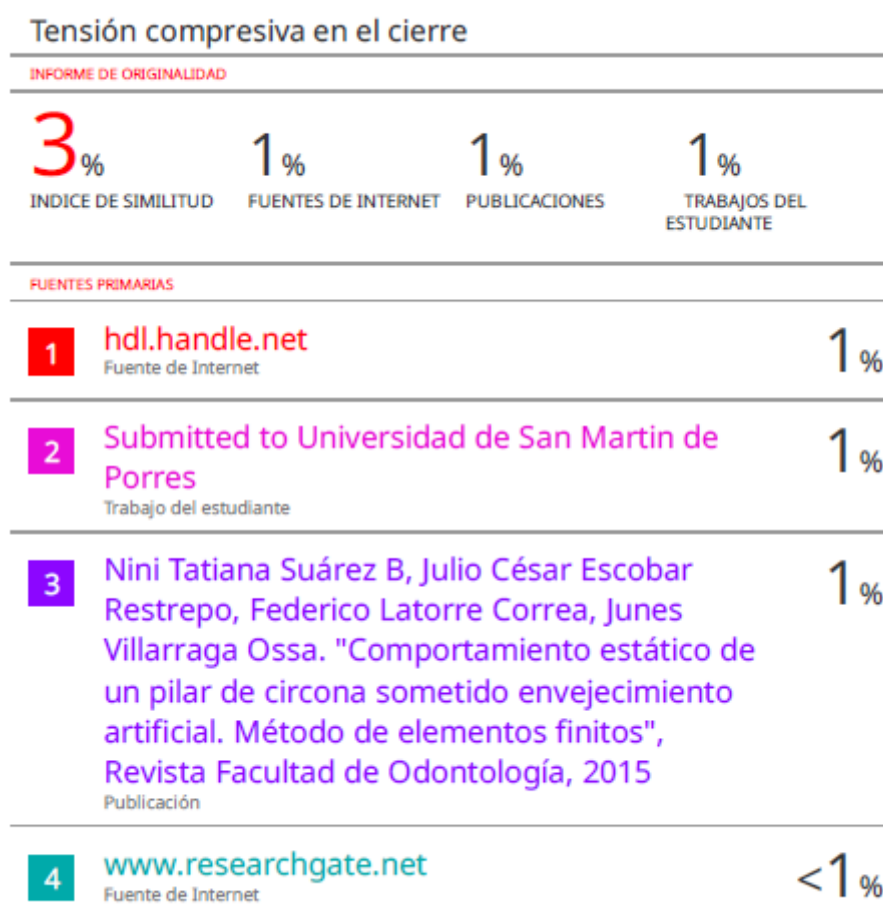 Tensión compresiva en el cierre
INFORME DE ORIGINALIDAD
3%
1%
1%
1%
INDICE DE SIMILITUD
FUENTES DE INTERNET
PUBLICACIONES
TRABAJOS DEL
ESTUDIANTE
FUENTES PRIMARIAS
1
hdl.handle.net
Fuente de Internet
1%
2
Submitted to Universidad de San Martin de
Porres
Trabajo del estudiante
1%
3
Nini Tatiana Suárez B, Julio César Escobar
Restrepo, Federico Latorre Correa, Junes
Villarraga Ossa. "Comportamiento estático de
un pilar de circona sometido envejecimiento
artificial. Método de elementos finitos",
Revista Facultad de Odontología, 2015
Publicación
1%
4
www.researchgate.net
Fuente de Internet
<1%